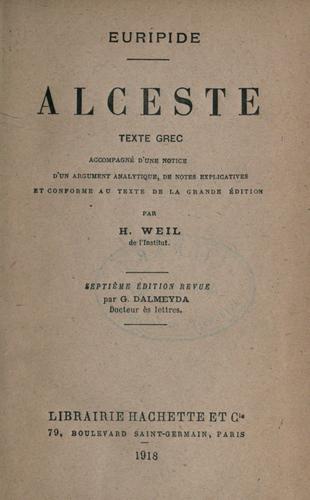 EURIPIDE
ALCESTE
TEXTE GREC
ACCOMPAGNÉ D'UNE NOTICE
D'UN ARGUMENT ANALYTIQUE, DE NOTES EXPLICATIVES
ET CONFORME AU TEXTE DE LA GRANDE ÉDITION
PAR
H. WEIL
de l'Institut.
SEPTIÈME ÉDITION REVUE
par G. DALMEYDA
Docteur ès lettres.
LIBRAIRIE HACHETTE ET Cie
79, BOULEVARD SAINT-GERMAIN, PARIS
1918